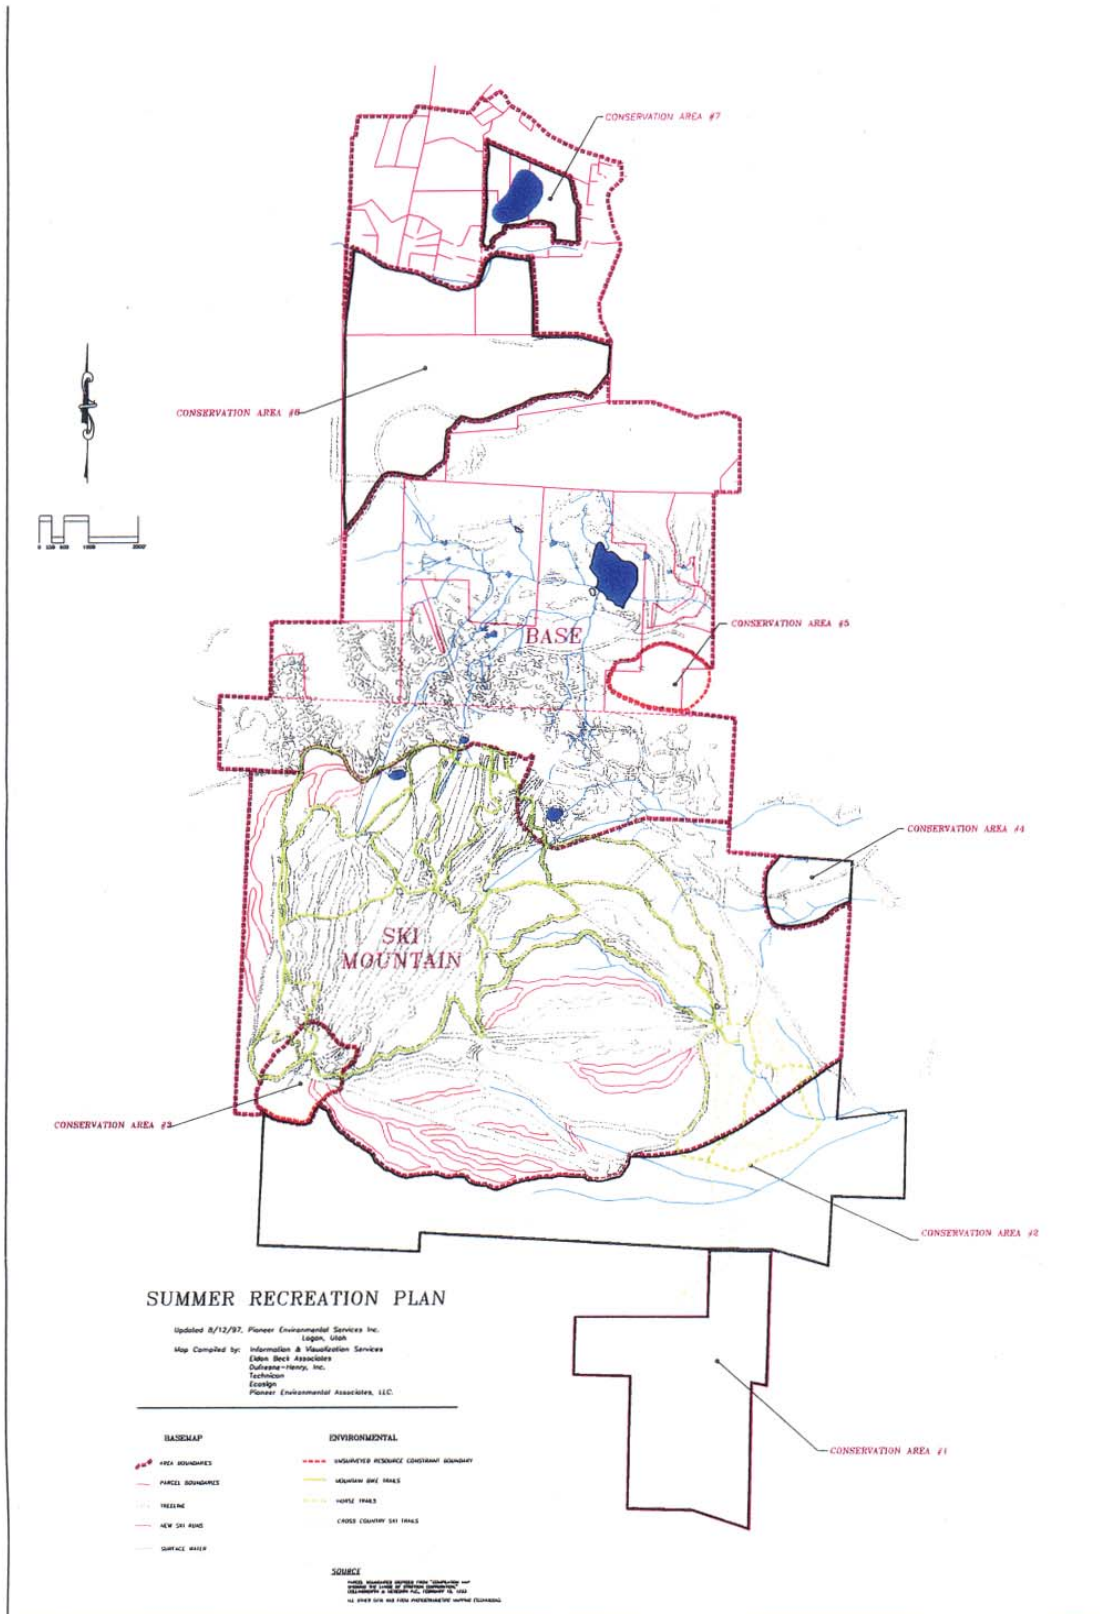 CONSERVATION AREA #7
CONSERVATION AREA #6
BASE
CONSERVATION AREA #5
CONSERVATION AREA #4
SKI
MOUNTAIN
CONSERVATION AREA #3
CONSERVATION AREA #2
CONSERVATION AREA #1
SUMMER RECREATION PLAN
Updated 8/12/97, Pioneer Environmental Services Inc.
Logan, Utah
Map Compiled by: Information & Visualization Services
Eldon Beck Associates
Dufresne-Henry, Inc.
Technicon
Ecosign
Pioneer Environmental Associates, LLC.
BASEMAP
AREA BOUNDARIES
PARCEL BOUNDARIES
TREELINE
NEW SKI RUNS
SURFACE WATER
ENVIRONMENTAL
UNSURVEYED RESOURCE CONSTRAINT BOUNDARY
MOUNTAIN BIKE TRAILS
HORSE TRAILS
CROSS COUNTRY SKI TRAILS
SOURCE